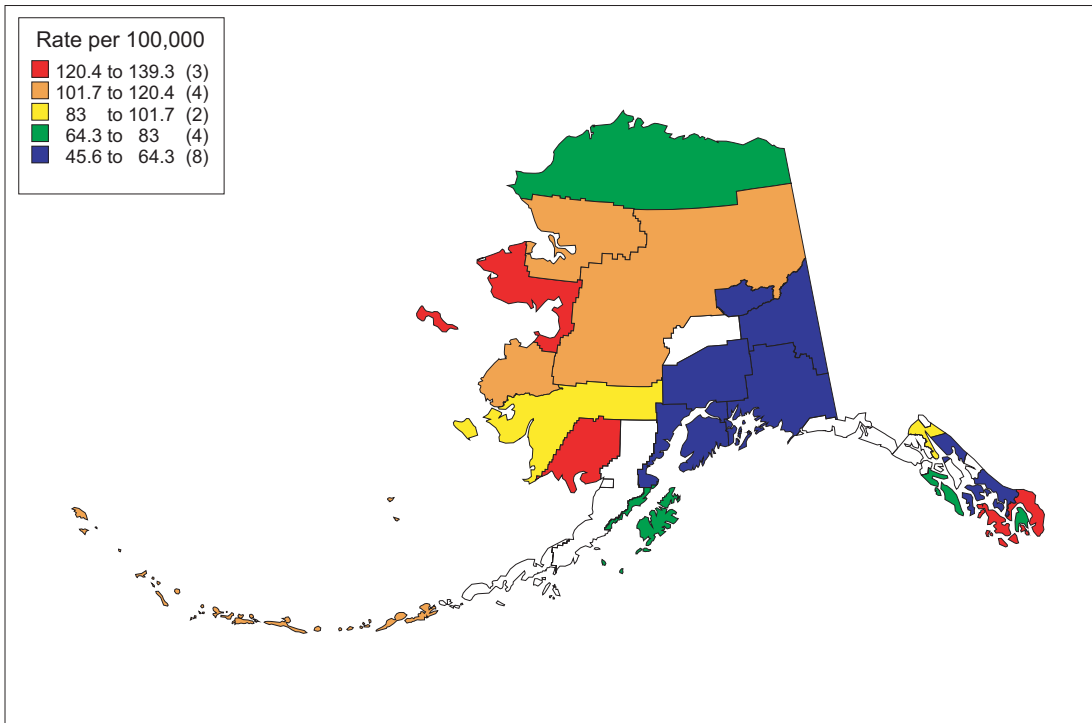 Rate per 100,000
120.4 to 139.3 (3)
101.7 to 120.4 (4)
83 to 101.7 (2)
64.3 to 83 (4)
45.6 to 64.3 (8)